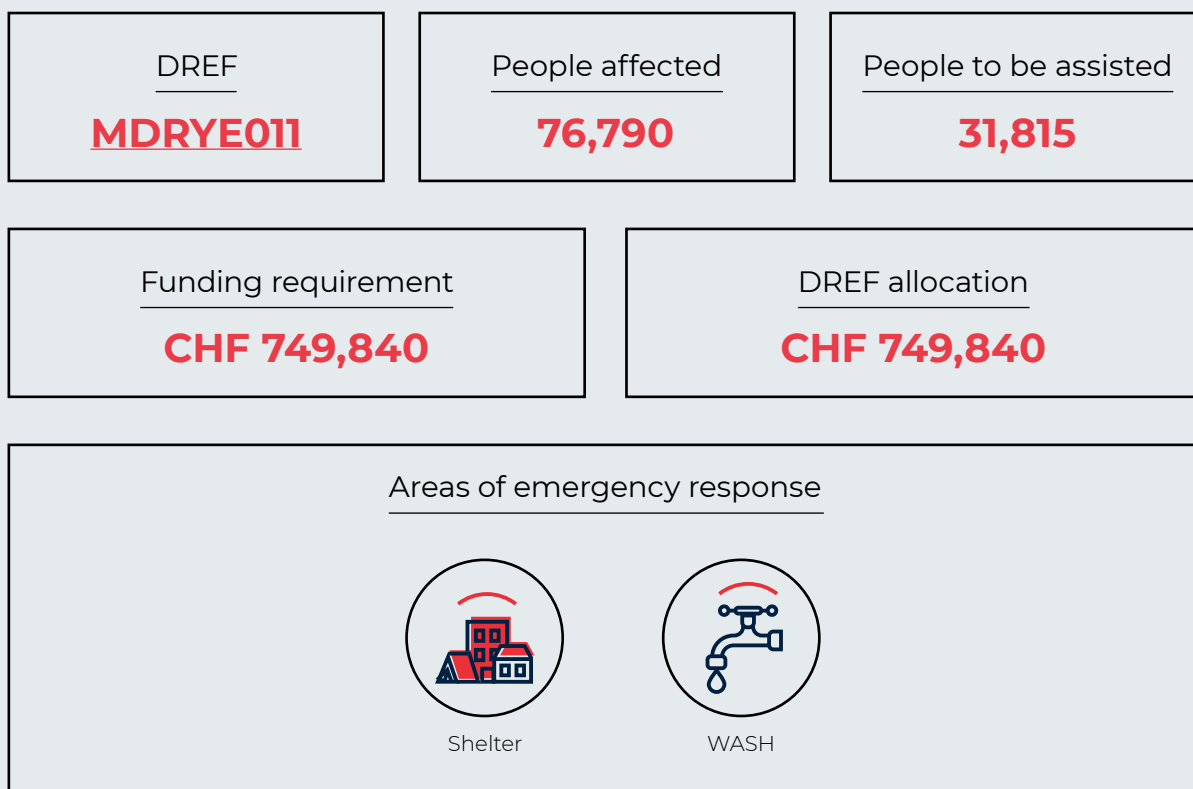 DREF
MDRYE011
People affected
76,790
People to be assisted
31,815
Funding requirement
CHF 749,840
DREF allocation
CHF 749,840
Areas of emergency response
Shelter
WASH